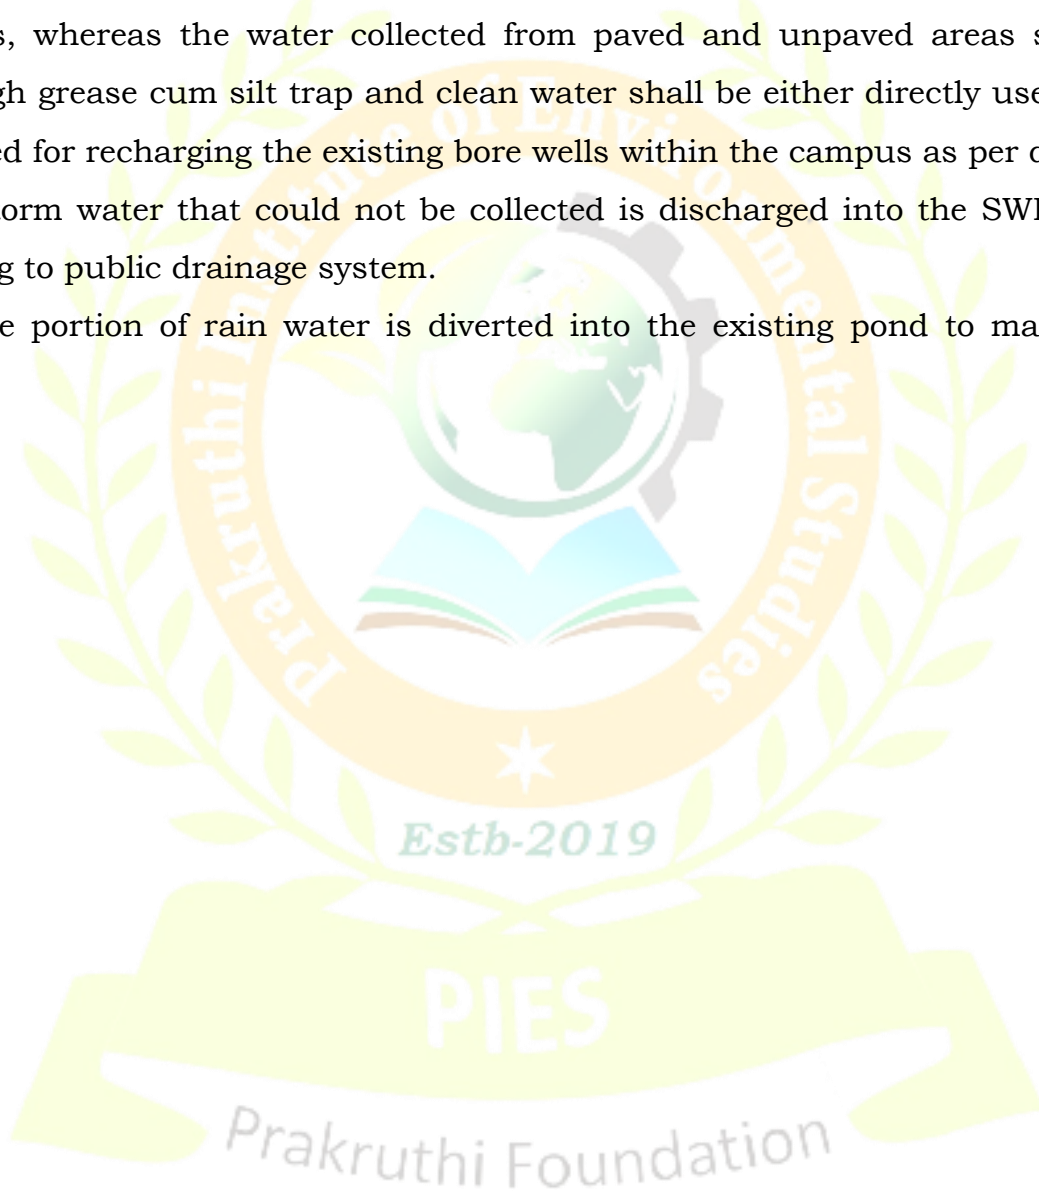 s, whereas the water collected from paved and unpaved areas s
gh grease cum silt trap and clean water shall be either directly use
ed for recharging the existing bore wells within the campus as per
orm water that could not be collected is discharged into the
g to public drainage system.
e portion of rain water is diverted into the existing pond to ma
Prakruthi Institute of Environmental Studies
Estb-2019
PIES
Prakruthi Foundation